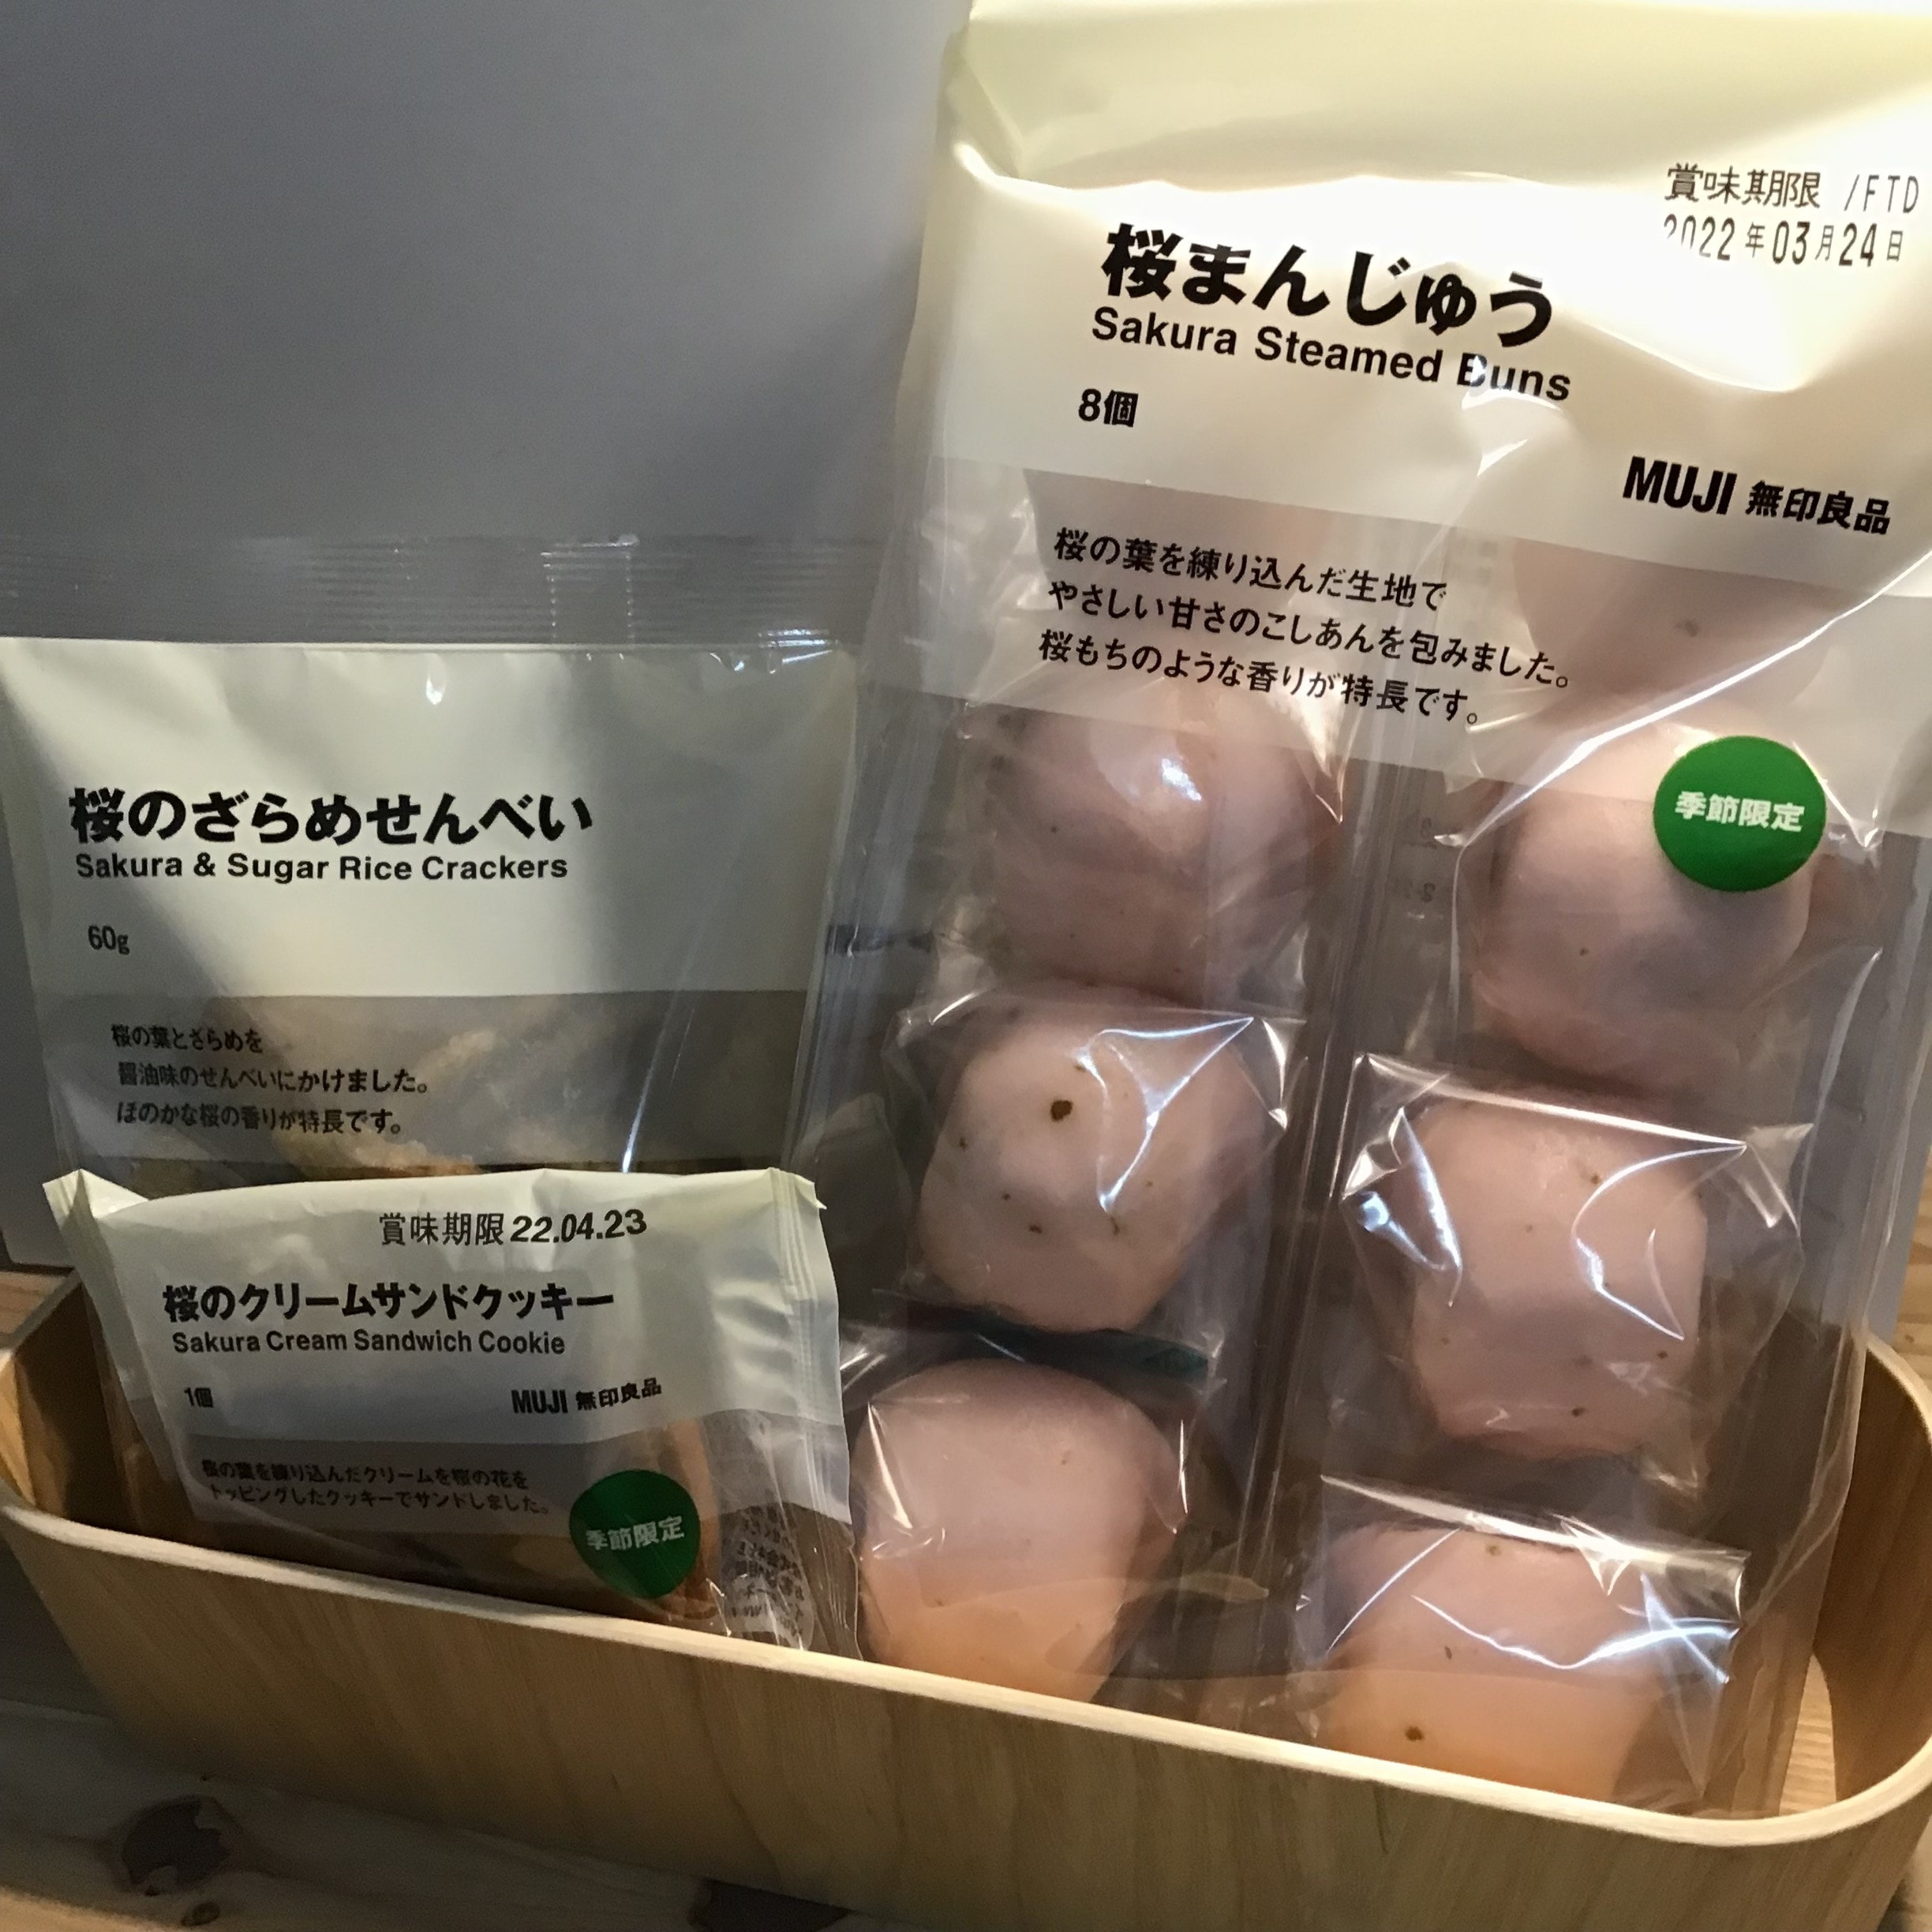 賞味期限 /FTD
2022年03月24日
桜まんじゅう
Sakura Steamed Buns
8個
MUJI 無印良品
桜の葉を練り込んだ生地で
やさしい甘さのこしあんを包みました。
桜もちのような香りが特長です。
季節限定
桜のざらめせんべい
Sakura & Sugar Rice Crackers
60g
桜の葉とざらめを
醤油味のせんべいにかけました。
ほのかな桜の香りが特長です。
賞味期限 22.04.23
桜のクリームサンドクッキー
Sakura Cream Sandwich Cookie
1個
MUJI 無印良品
桜の葉を練り込んだクリームを桜の花を
トッピングしたクッキーでサンドしました。
季節限定